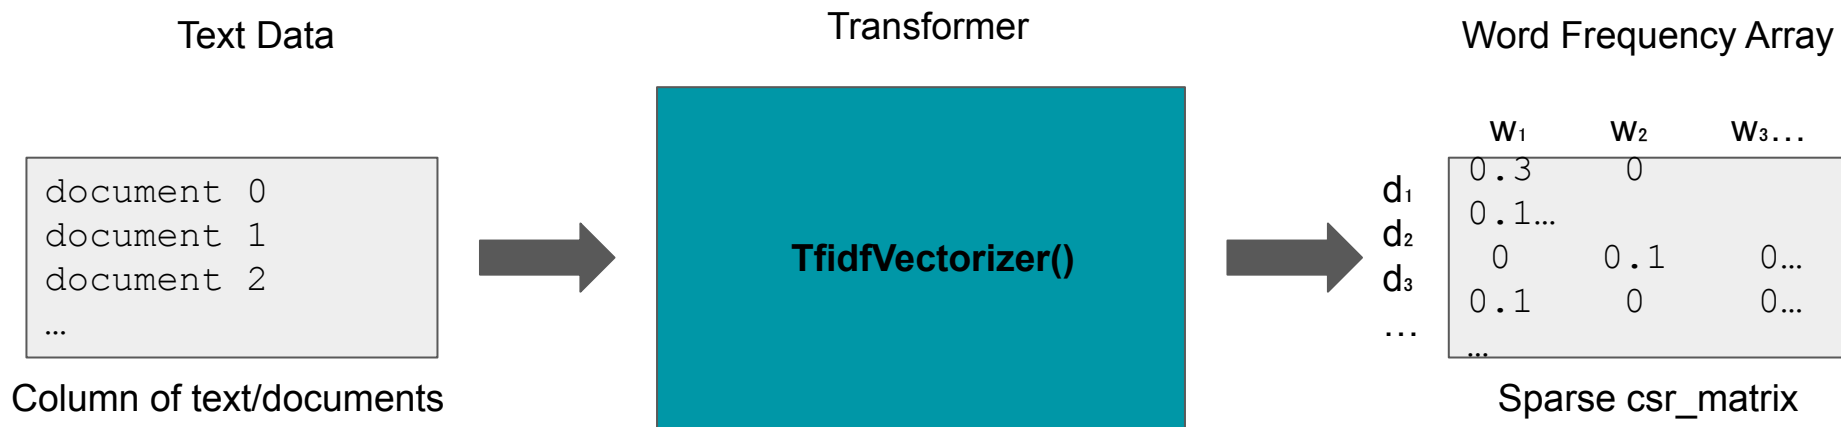 Text Data
document 0
document 1
document 2
…
Column of text/documents
Transformer
TfidfVectorizer()
Word Frequency Array
w₁ w₂ w₃...
d₁
d₂
d₃
...
0.3 0
0.1…
0 0.1 0…
0.1 0 0…
…
Sparse csr_matrix